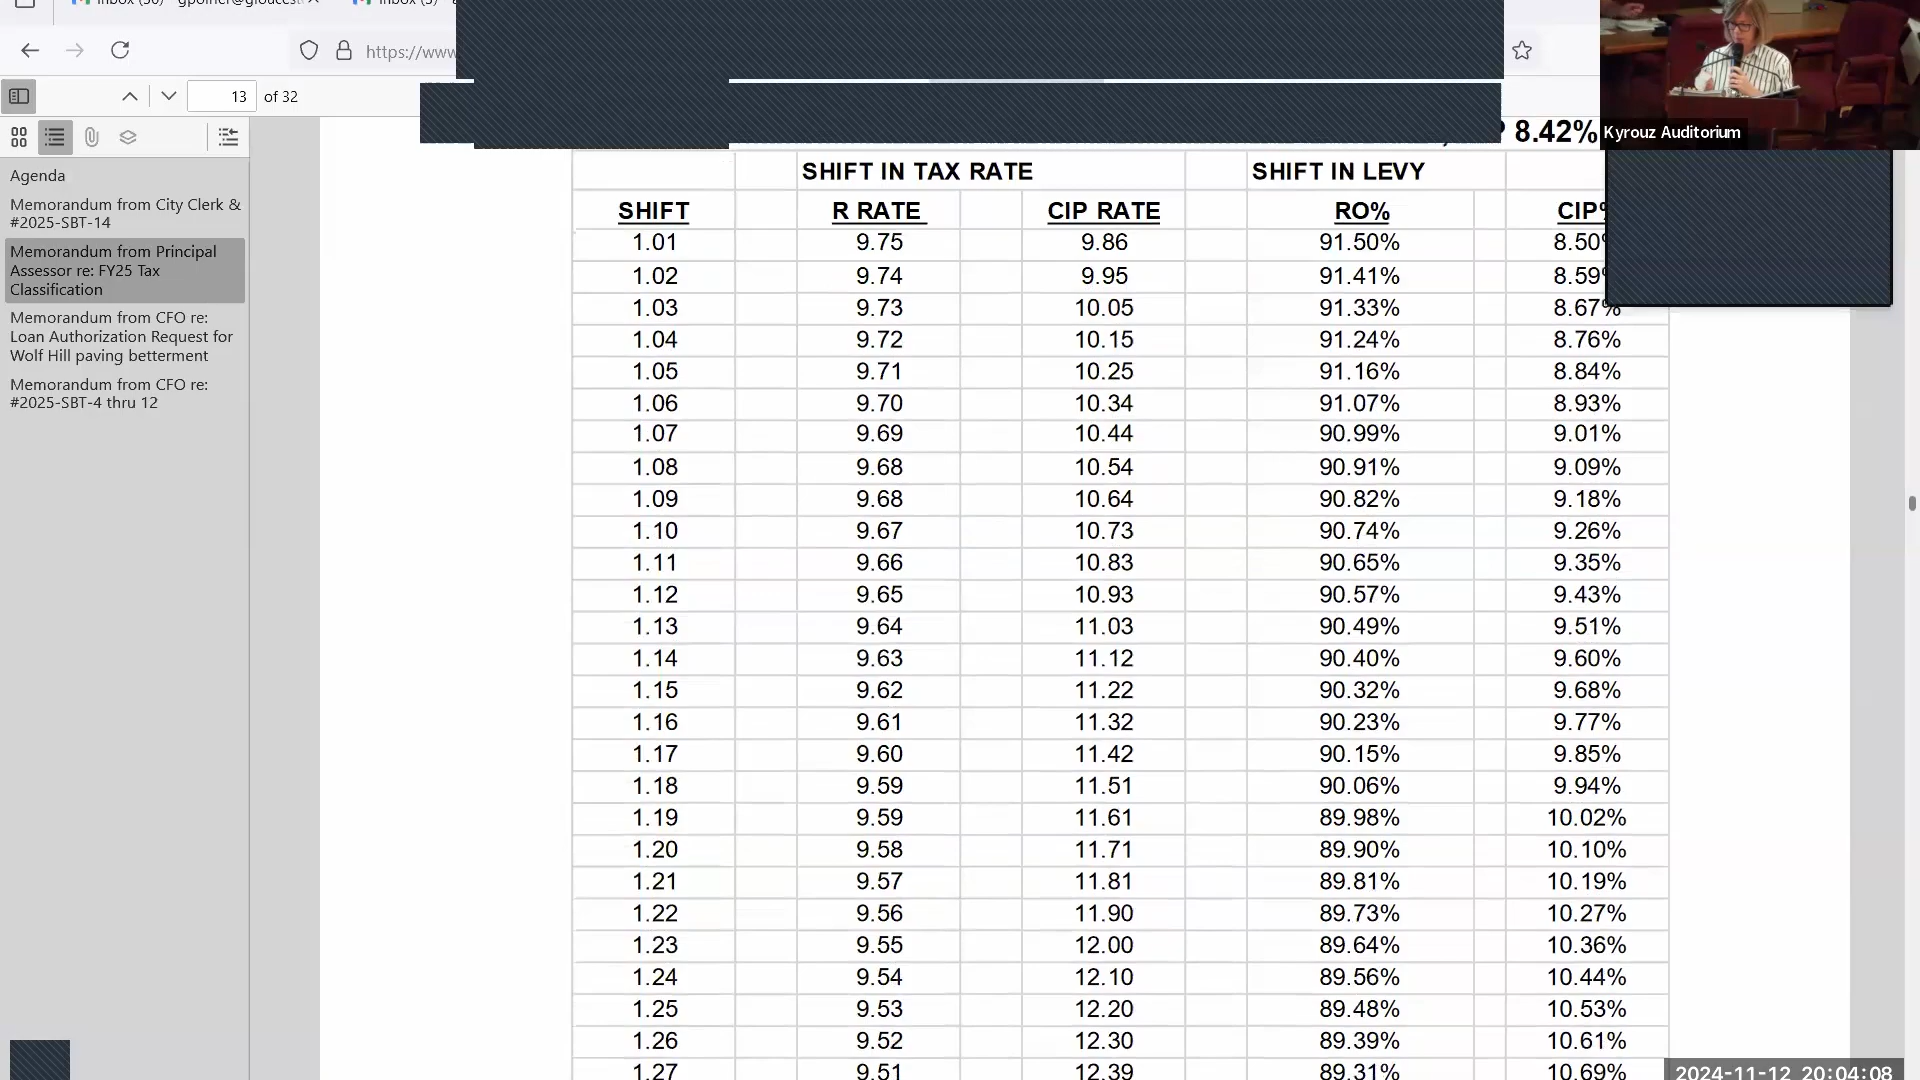 Inbox (5)
https://www
13 of 32
8.42%
Kyrouz Auditorium
Agenda
Memorandum from City Clerk &
#2025-SBT-14
Memorandum from Principal
Assessor re: FY25 Tax
Classification
Memorandum from CFO re:
Loan Authorization Request for
Wolf Hill paving betterment
Memorandum from CFO re:
#2025-SBT-4 thru 12
SHIFT IN TAX RATE SHIFT IN LEVY
SHIFT R RATE CIP RATE RO% CIP%
1.01 9.75 9.86 91.50% 8.50%
1.02 9.74 9.95 91.41% 8.59%
1.03 9.73 10.05 91.33% 8.67%
1.04 9.72 10.15 91.24% 8.76%
1.05 9.71 10.25 91.16% 8.84%
1.06 9.70 10.34 91.07% 8.93%
1.07 9.69 10.44 90.99% 9.01%
1.08 9.68 10.54 90.91% 9.09%
1.09 9.68 10.64 90.82% 9.18%
1.10 9.67 10.73 90.74% 9.26%
1.11 9.66 10.83 90.65% 9.35%
1.12 9.65 10.93 90.57% 9.43%
1.13 9.64 11.03 90.49% 9.51%
1.14 9.63 11.12 90.40% 9.60%
1.15 9.62 11.22 90.32% 9.68%
1.16 9.61 11.32 90.23% 9.77%
1.17 9.60 11.42 90.15% 9.85%
1.18 9.59 11.51 90.06% 9.94%
1.19 9.59 11.61 89.98% 10.02%
1.20 9.58 11.71 89.90% 10.10%
1.21 9.57 11.81 89.81% 10.19%
1.22 9.56 11.90 89.73% 10.27%
1.23 9.55 12.00 89.64% 10.36%
1.24 9.54 12.10 89.56% 10.44%
1.25 9.53 12.20 89.48% 10.53%
1.26 9.52 12.30 89.39% 10.61%
1.27 9.51 12.39 89.31% 10.69%
2024-11-12 20:04:08